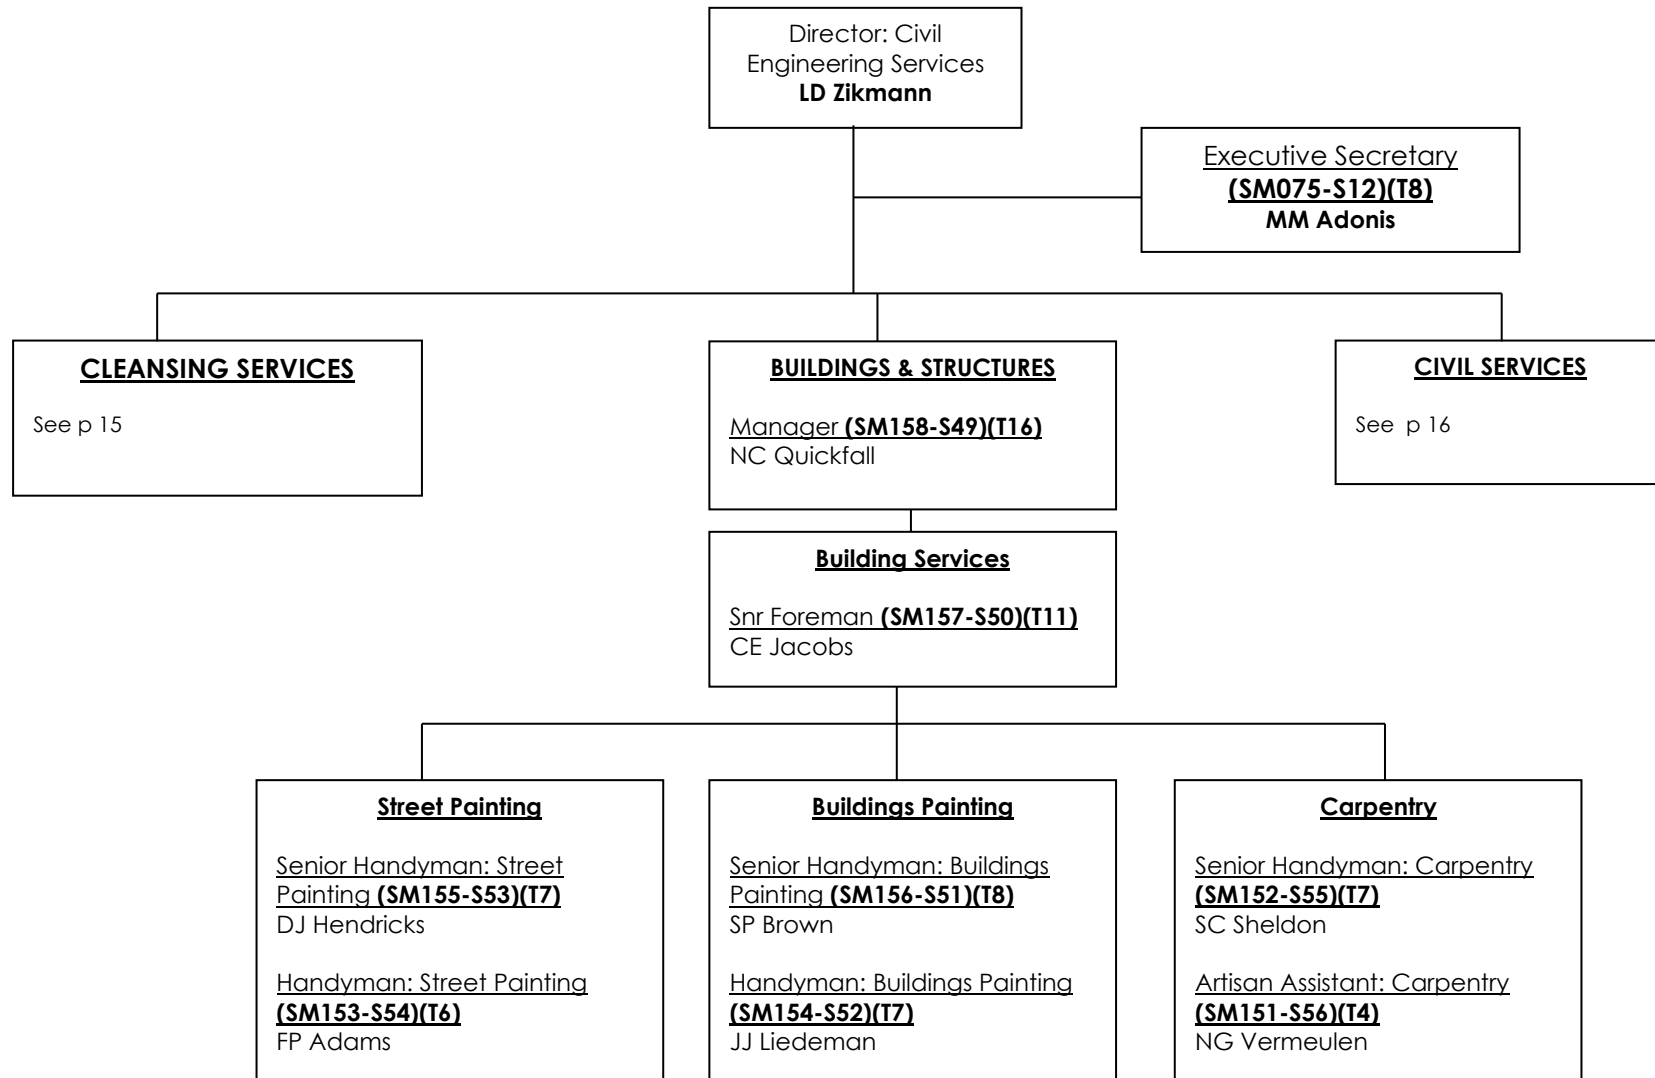 Director: Civil
Engineering Services
LD Zikmann
Executive Secretary
(SM075-S12)(T8)
MM Adonis
CLEANSING SERVICES
See p 15
BUILDINGS & STRUCTURES
Manager (SM158-S49)(T16)
NC Quickfall
CIVIL SERVICES
See p 16
Building Services
Snr Foreman (SM157-S50)(T11)
CE Jacobs
Street Painting
Senior Handyman: Street
Painting (SM155-S53)(T7)
DJ Hendricks
Handyman: Street Painting
(SM153-S54)(T6)
FP Adams
Buildings Painting
Senior Handyman: Buildings
Painting (SM156-S51)(T8)
SP Brown
Handyman: Buildings Painting
(SM154-S52)(T7)
JJ Liedeman
Carpentry
Senior Handyman: Carpentry
(SM152-S55)(T7)
SC Sheldon
Artisan Assistant: Carpentry
(SM151-S56)(T4)
NG Vermeulen